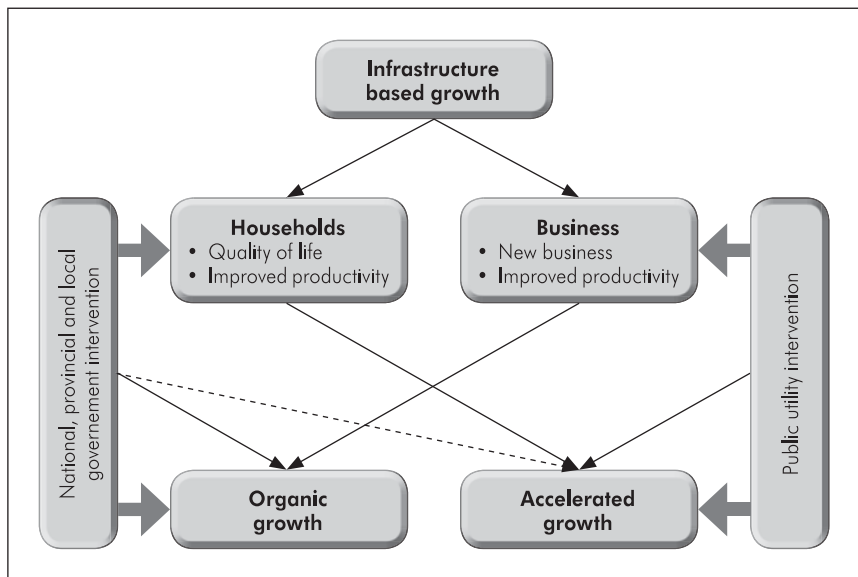 Infrastructure
based growth
Households
• Quality of life
• Improved productivity
Business
• New business
• Improved productivity
National, provincial and local
governement intervention
Public utility intervention
Organic
growth
Accelerated
growth